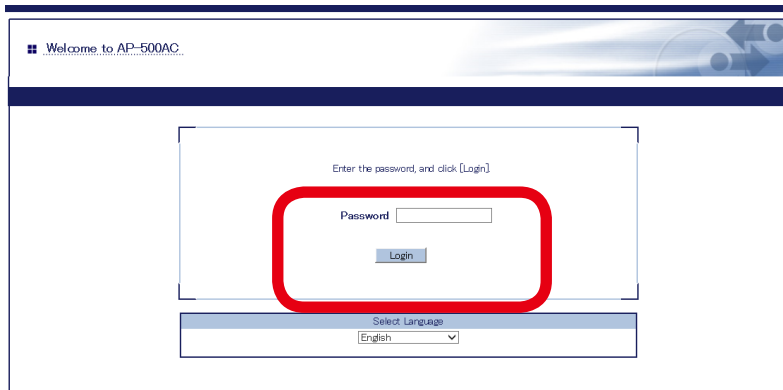 Welcome to AP-500AC
Enter the password, and click [Login].
Password
Login
Select Language
English